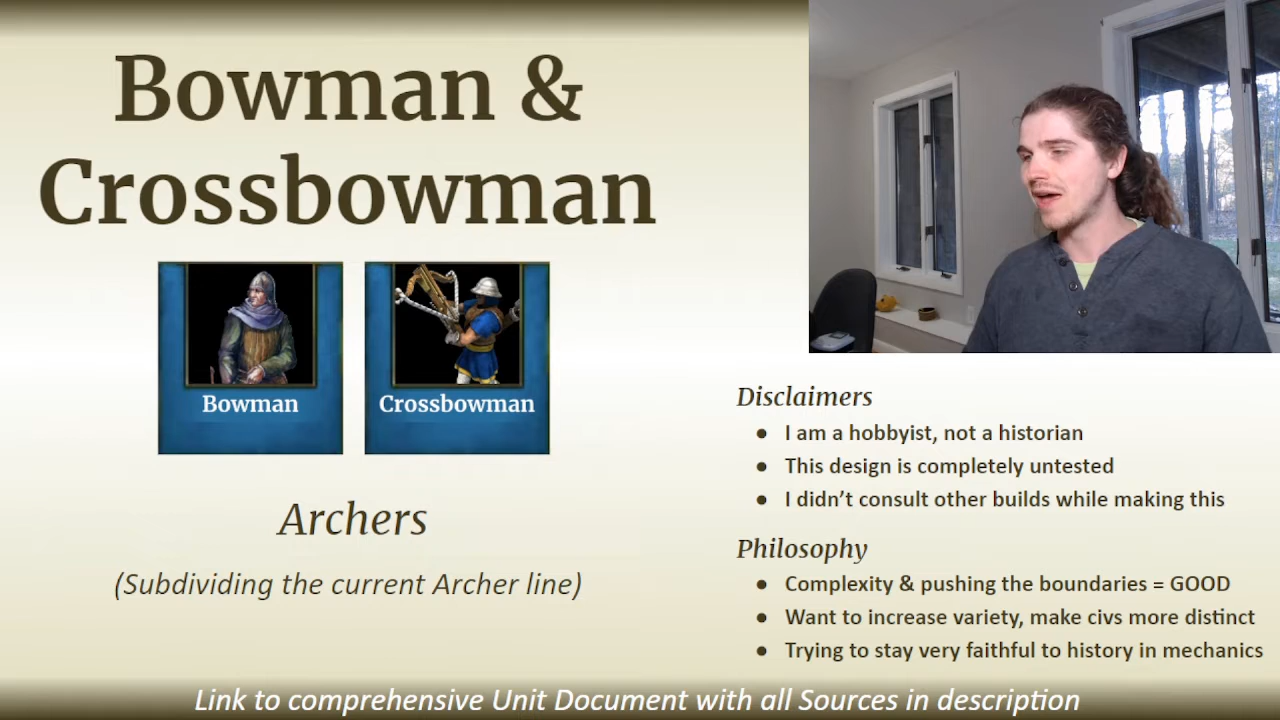 Bowman &
Crossbowman
Bowman
Crossbowman
Archers
(Subdividing the current Archer line)
Disclaimers
● I am a hobbyist, not a historian
● This design is completely untested
● I didn’t consult other builds while making this
Philosophy
● Complexity & pushing the boundaries = GOOD
● Want to increase variety, make civs more distinct
● Trying to stay very faithful to history in mechanics
Link to comprehensive Unit Document with all Sources in description